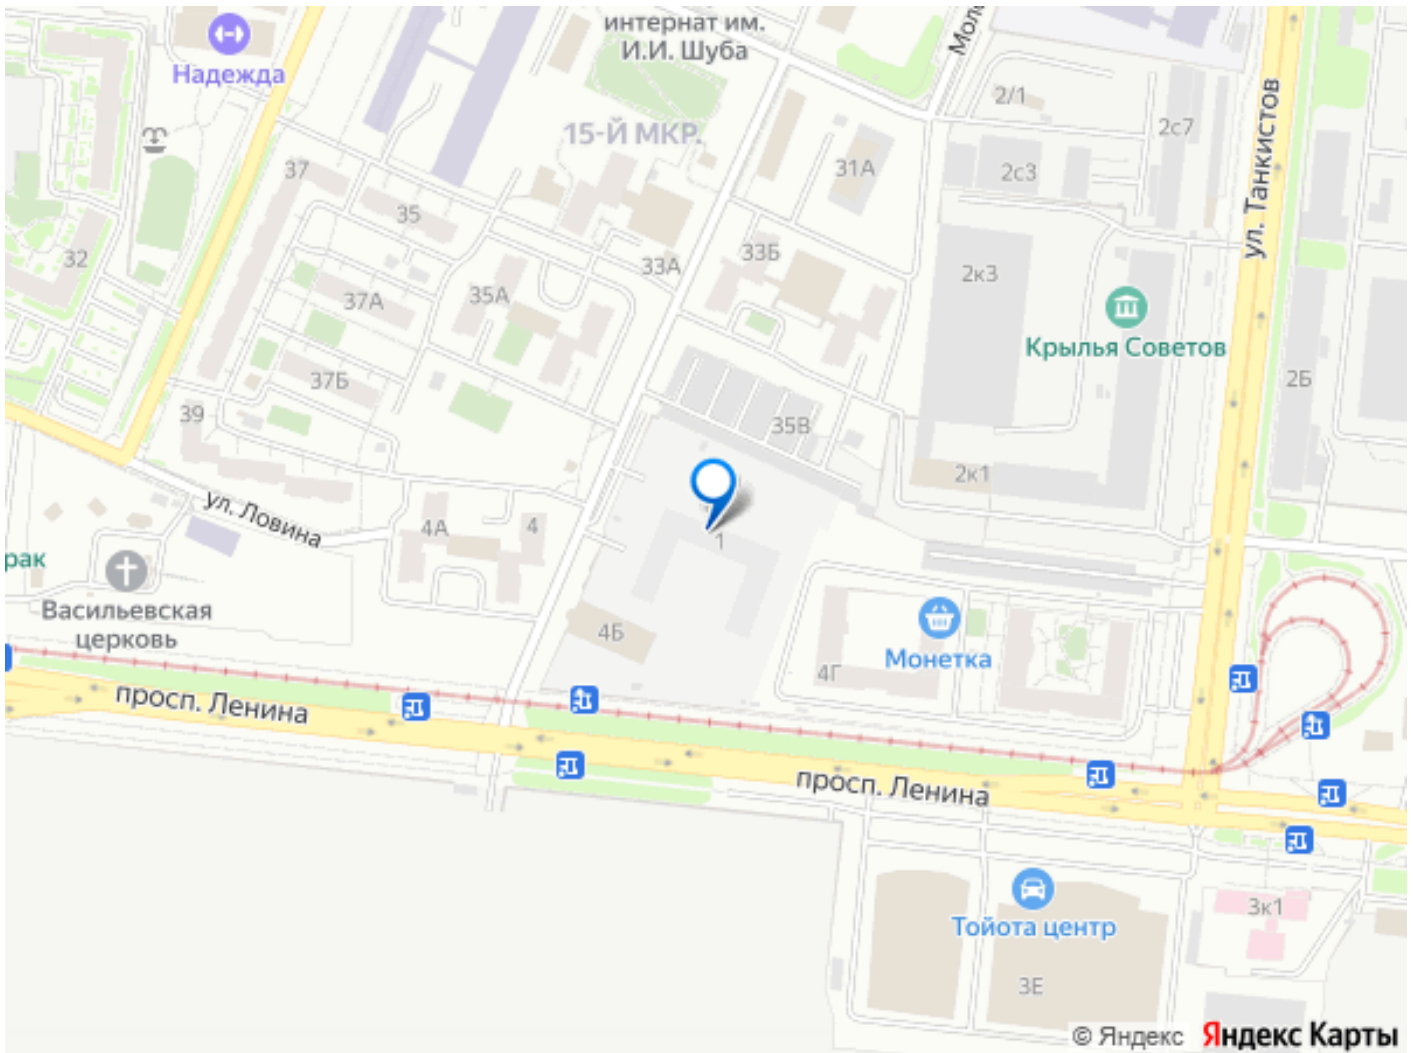 интернат им.
И.И. Шуба
Надежда
2/1
2с7
15-Й МКР.
ул. Танкистов
37
31А
2с3
35
32
33А
33Б
2к3
37А
35А
Крылья Советов
37Б
2Б
39
35В
2к1
ул. Ловина
4А
4
1
рак
Васильевская
церковь
4Б
Монетка
4Г
просп. Ленина
просп. Ленина
3к1
Тойота центр
3Е
© Яндекс Яндекс Карты